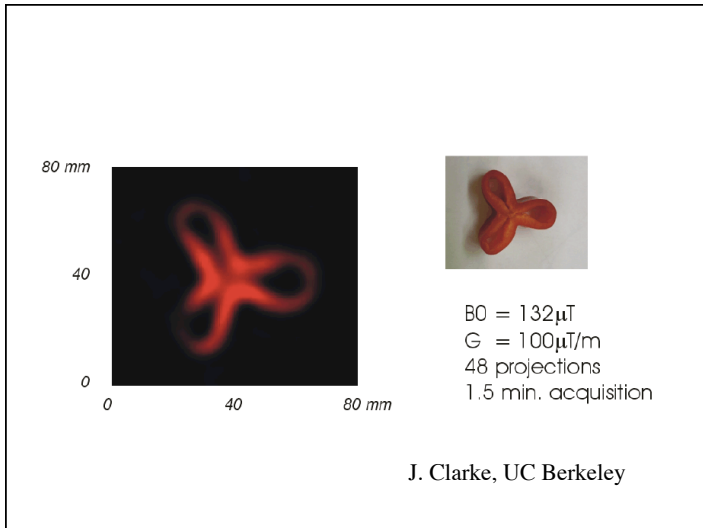 80 mm
40
0
0 40 80 mm
B0 = 132μT
G = 100μT/m
48 projections
1.5 min. acquisition
J. Clarke, UC Berkeley